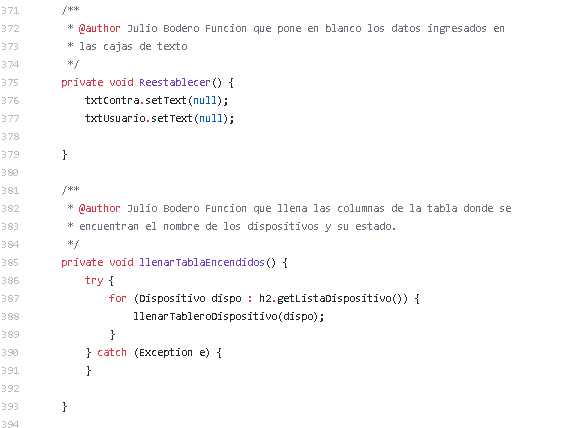 371 /**
372 * @author Julio Bodero Funcion que pone en blanco los datos ingresados en
373 * las cajas de texto
374 */
375 private void Reestablecer() {
376 txtContra.setText(null);
377 txtUsuario.setText(null);
378
379 }
380
381 /**
382 * @author Julio Bodero Funcion que llena las columnas de la tabla donde se
383 * encuentran el nombre de los dispositivos y su estado.
384 */
385 private void llenarTablaEncendidos() {
386 try {
387 for (Dispositivo dispo : h2.getListaDispositivo()) {
388 llenarTableroDispositivo(dispo);
389 }
390 } catch (Exception e) {
391 }
392
393 }
394